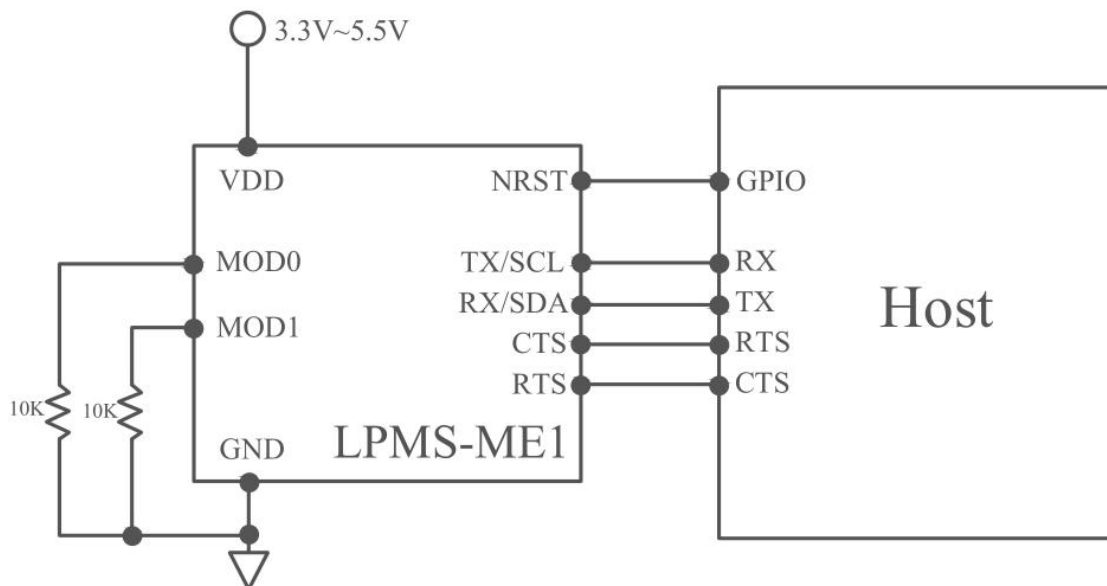 3.3V~5.5V
VDD
NRST
GPIO
MOD0
TX/SCL
RX
RX/SDA
TX
MOD1
CTS
RTS
RTS
CTS
Host
10K
10K
GND
LPMS-ME1